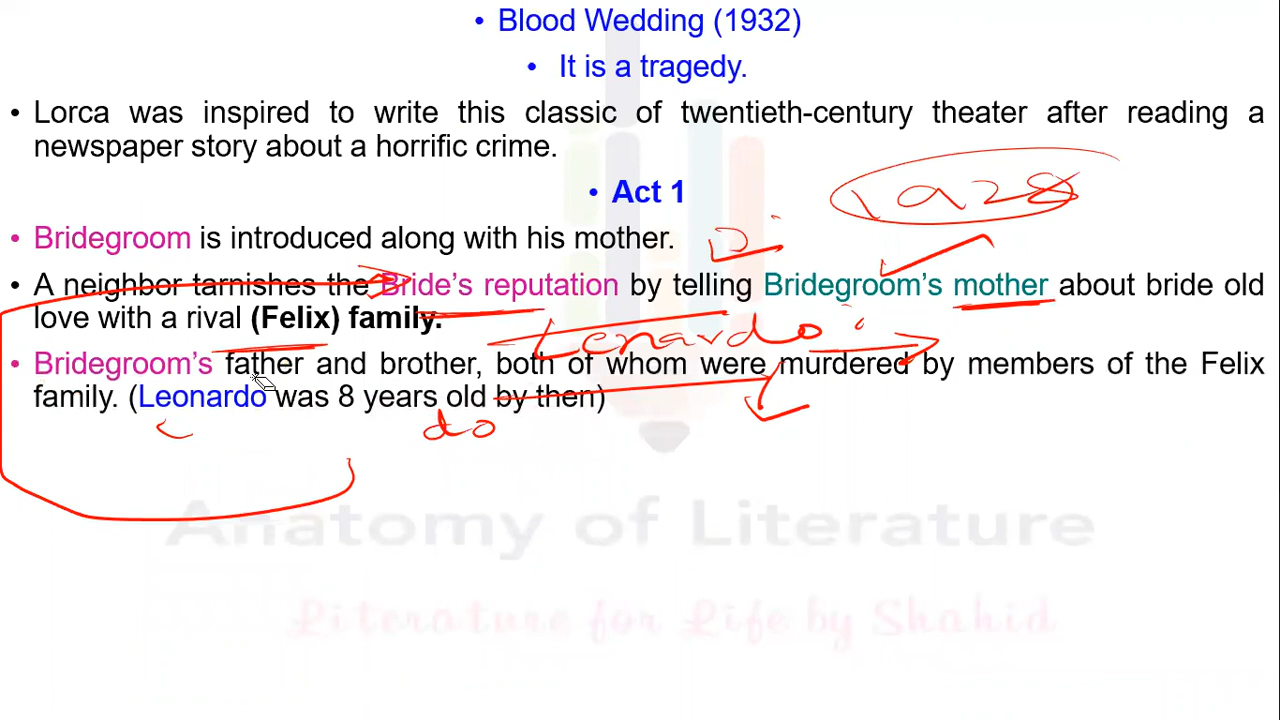 • Blood Wedding (1932)
• It is a tragedy.
• Lorca was inspired to write this classic of twentieth-century theater after reading a
newspaper story about a horrific crime.
• Act 1
1928
• Bridegroom is introduced along with his mother.
• A neighbor tarnishes the Bride's reputation by telling Bridegroom's mother about bride old
love with a rival (Felix) family.
Lenardo
• Bridegroom's father and brother, both of whom were murdered by members of the Felix
family. (Leonardo was 8 years old by then)
do
Anatomy of Literature
Literature for Life by Shahid